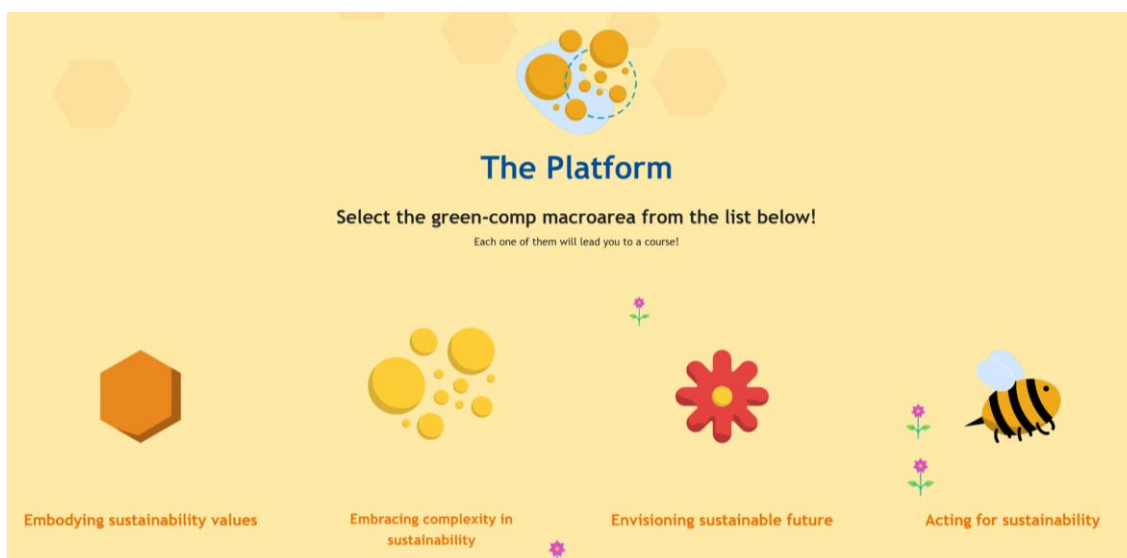 The Platform
Select the green-comp macroarea from the list below!
Each one of them will lead you to a course!
Embodying sustainability values
Embracing complexity in
sustainability
Envisioning sustainable future
Acting for sustainability